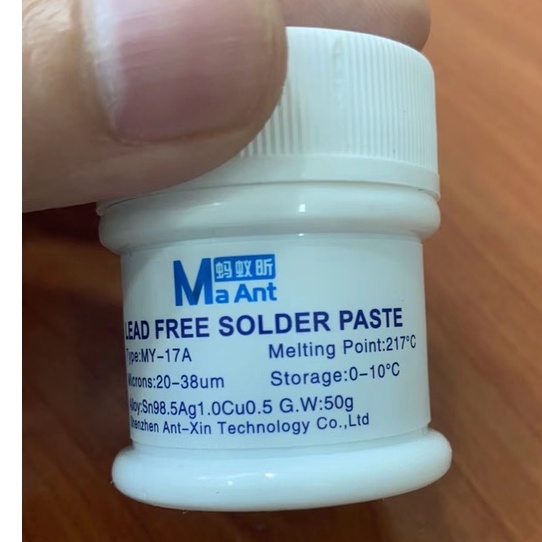 蚂蚁昕
Ma Ant
LEAD FREE SOLDER PASTE
Type:MY-17A Melting Point:217°C
Microns:20-38um Storage:0-10°C
Alloy:Sn98.5Ag1.0Cu0.5 G.W:50g
Shenzhen Ant-Xin Technology Co.,Ltd